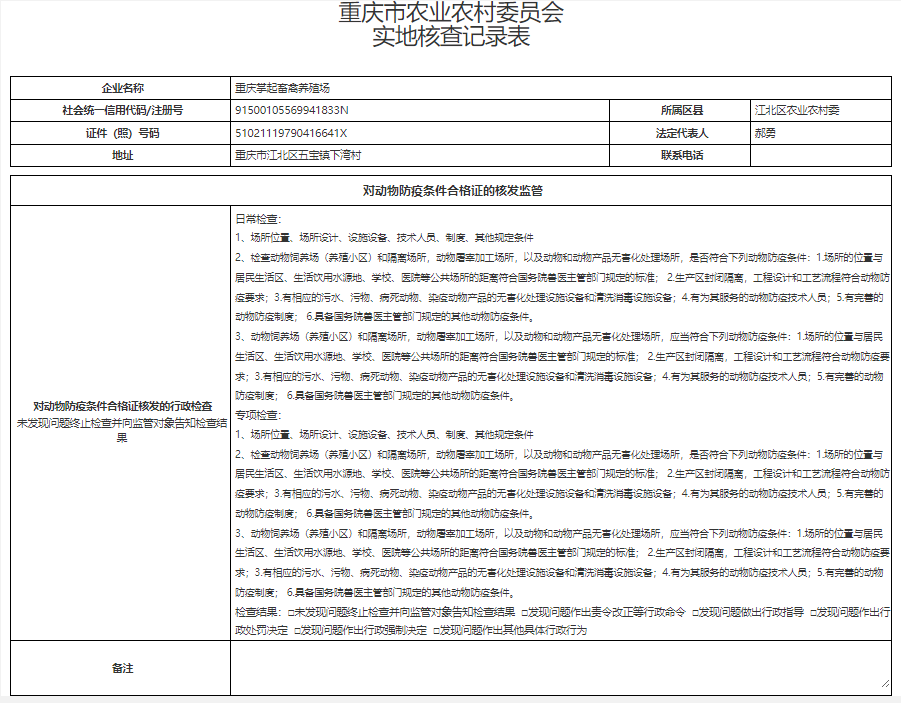 重庆市农业农村委员会
实地核查记录表
企业名称 重庆掌起畜禽养殖场
社会统一信用代码/注册号 91500105569941833N 所属区县 江北区农业农村委
证件（照）号码 51021119790416641X 法定代表人 郝勇
地址 重庆市江北区五宝镇下湾村 联系电话
对动物防疫条件合格证的核发监管
对动物防疫条件合格证核发的行政检查
未发现问题终止检查并向监管对象告知检查结
果
日常检查：
1、场所位置、场所设计、设施设备、技术人员、制度、其他规定条件
2、检查动物饲养场（养殖小区）和隔离场所，动物屠宰加工场所，以及动物和动物产品无害化处理场所，是否符合下列动物防疫条件：1.场所的位置与
居民生活区、生活饮用水源地、学校、医院等公共场所的距离符合国务院兽医主管部门规定的标准； 2.生产区封闭隔离，工程设计和工艺流程符合动物防
疫要求；3.有相应的污水、污物、病死动物、染疫动物产品的无害化处理设施设备和清洗消毒设施设备；4.有为其服务的动物防疫技术人员；5.有完善的
动物防疫制度； 6.具备国务院兽医主管部门规定的其他动物防疫条件。
3、动物饲养场（养殖小区）和隔离场所，动物屠宰加工场所，以及动物和动物产品无害化处理场所，应当符合下列动物防疫条件：1.场所的位置与居民
生活区、生活饮用水源地、学校、医院等公共场所的距离符合国务院兽医主管部门规定的标准； 2.生产区封闭隔离，工程设计和工艺流程符合动物防疫要
求；3.有相应的污水、污物、病死动物、染疫动物产品的无害化处理设施设备和清洗消毒设施设备；4.有为其服务的动物防疫技术人员；5.有完善的动物
防疫制度； 6.具备国务院兽医主管部门规定的其他动物防疫条件。
专项检查：
1、场所位置、场所设计、设施设备、技术人员、制度、其他规定条件
2、检查动物饲养场（养殖小区）和隔离场所，动物屠宰加工场所，以及动物和动物产品无害化处理场所，是否符合下列动物防疫条件：1.场所的位置与
居民生活区、生活饮用水源地、学校、医院等公共场所的距离符合国务院兽医主管部门规定的标准； 2.生产区封闭隔离，工程设计和工艺流程符合动物防
疫要求；3.有相应的污水、污物、病死动物、染疫动物产品的无害化处理设施设备和清洗消毒设施设备；4.有为其服务的动物防疫技术人员；5.有完善的
动物防疫制度； 6.具备国务院兽医主管部门规定的其他动物防疫条件。
3、动物饲养场（养殖小区）和隔离场所，动物屠宰加工场所，以及动物和动物产品无害化处理场所，应当符合下列动物防疫条件：1.场所的位置与居民
生活区、生活饮用水源地、学校、医院等公共场所的距离符合国务院兽医主管部门规定的标准； 2.生产区封闭隔离，工程设计和工艺流程符合动物防疫要
求；3.有相应的污水、污物、病死动物、染疫动物产品的无害化处理设施设备和清洗消毒设施设备；4.有为其服务的动物防疫技术人员；5.有完善的动物
防疫制度； 6.具备国务院兽医主管部门规定的其他动物防疫条件。
检查结果：□未发现问题终止检查并向监管对象告知检查结果 □发现问题作出责令改正等行政命令 □发现问题做出行政指导 □发现问题作出行
政处罚决定 □发现问题作出行政强制决定 □发现问题作出其他具体行政行为
备注